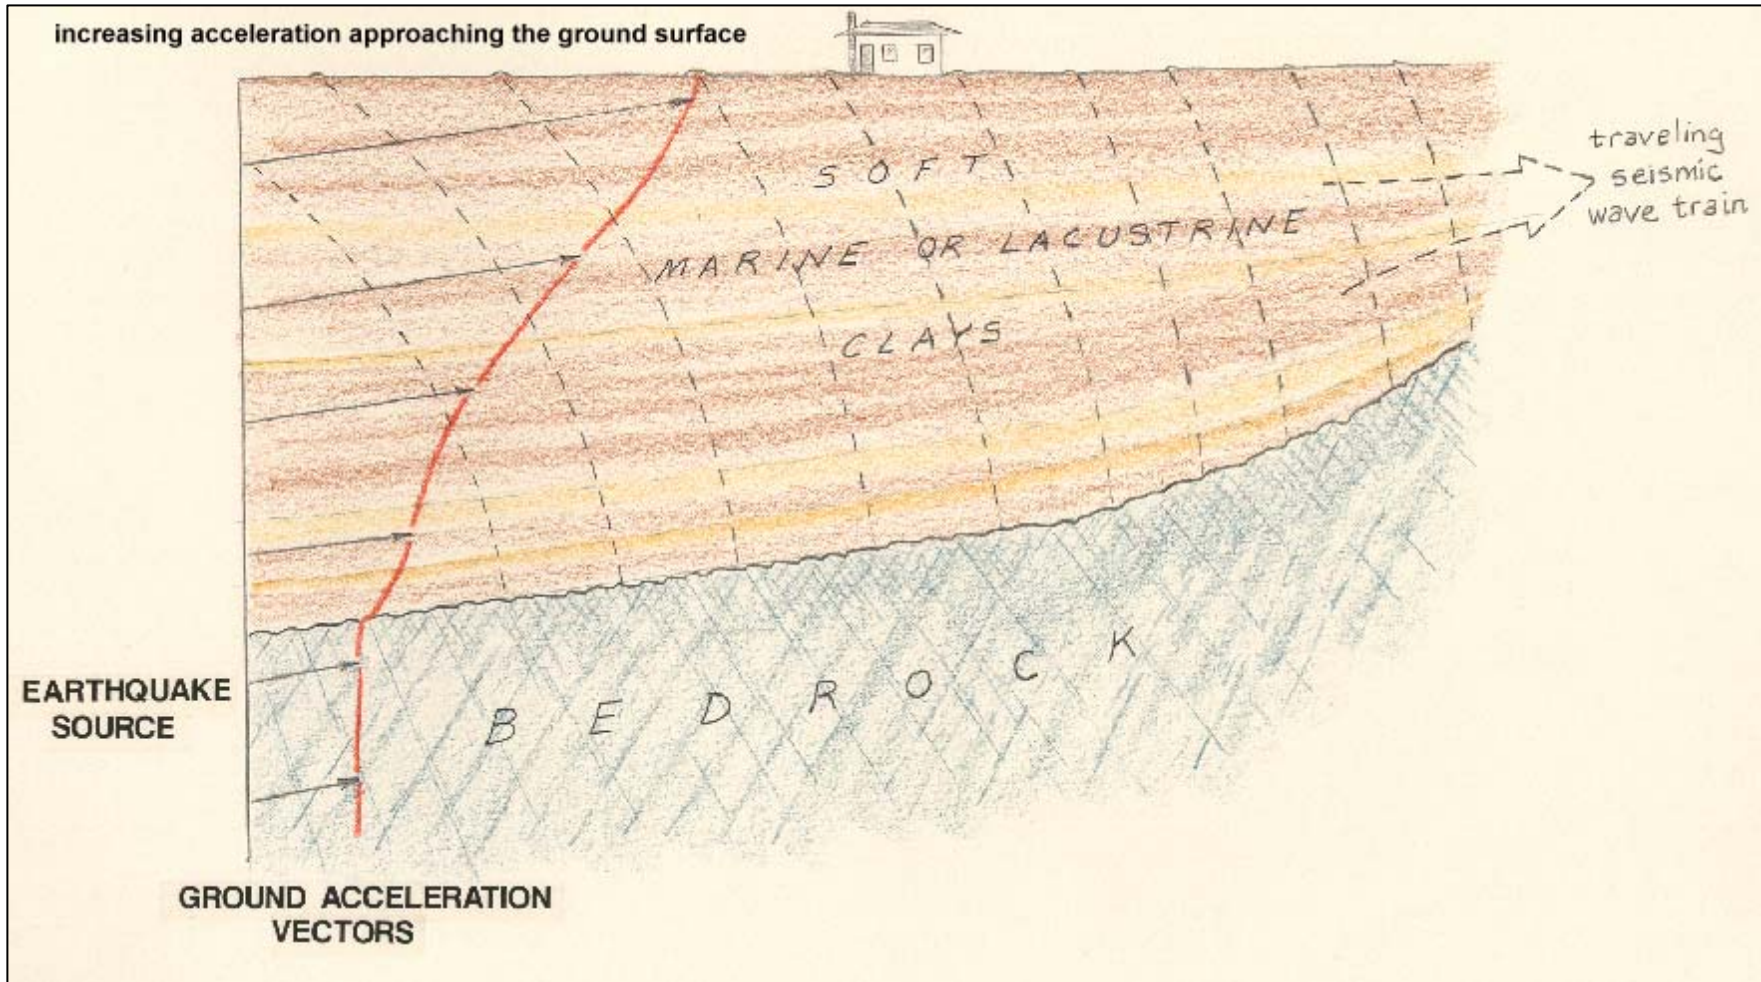 increasing acceleration approaching the ground surface
traveling
seismic
wave train
SOFT
MARINE OR LACUSTRINE
CLAYS
BEDROCK
EARTHQUAKE
SOURCE
GROUND ACCELERATION
VECTORS